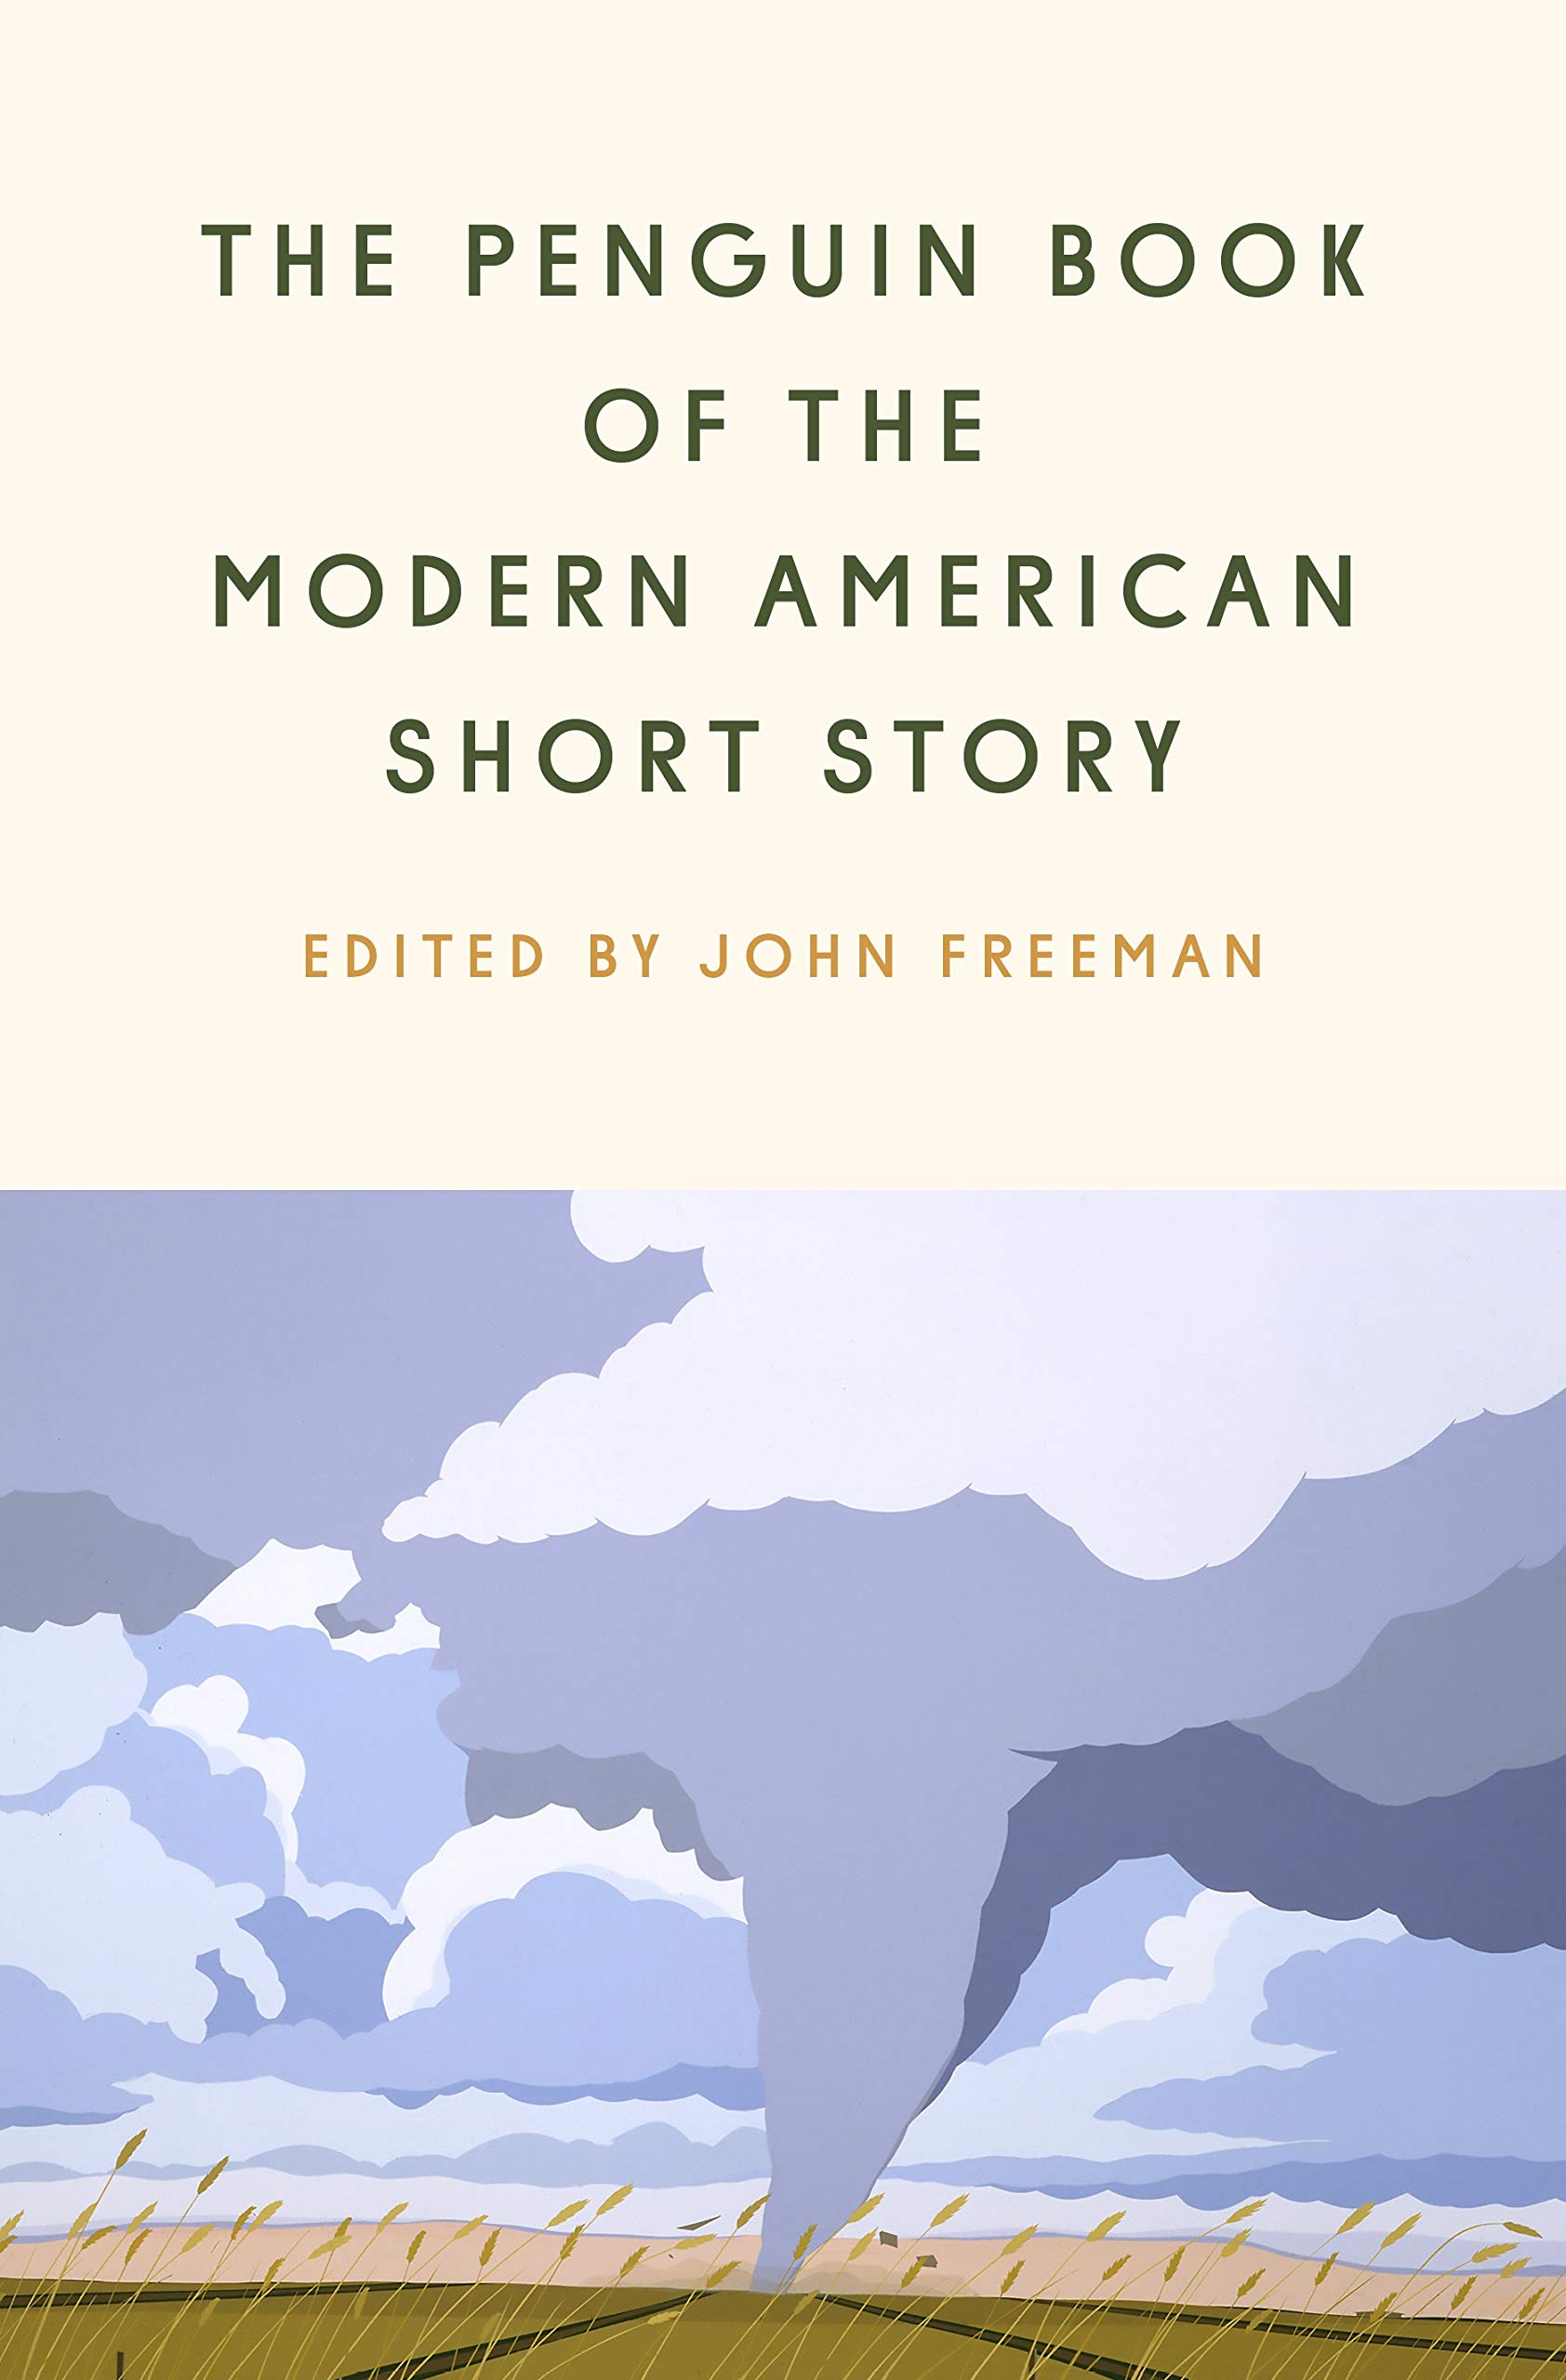 THE PENGUIN BOOK
OF THE
MODERN AMERICAN
SHORT STORY
EDITED BY JOHN FREEMAN